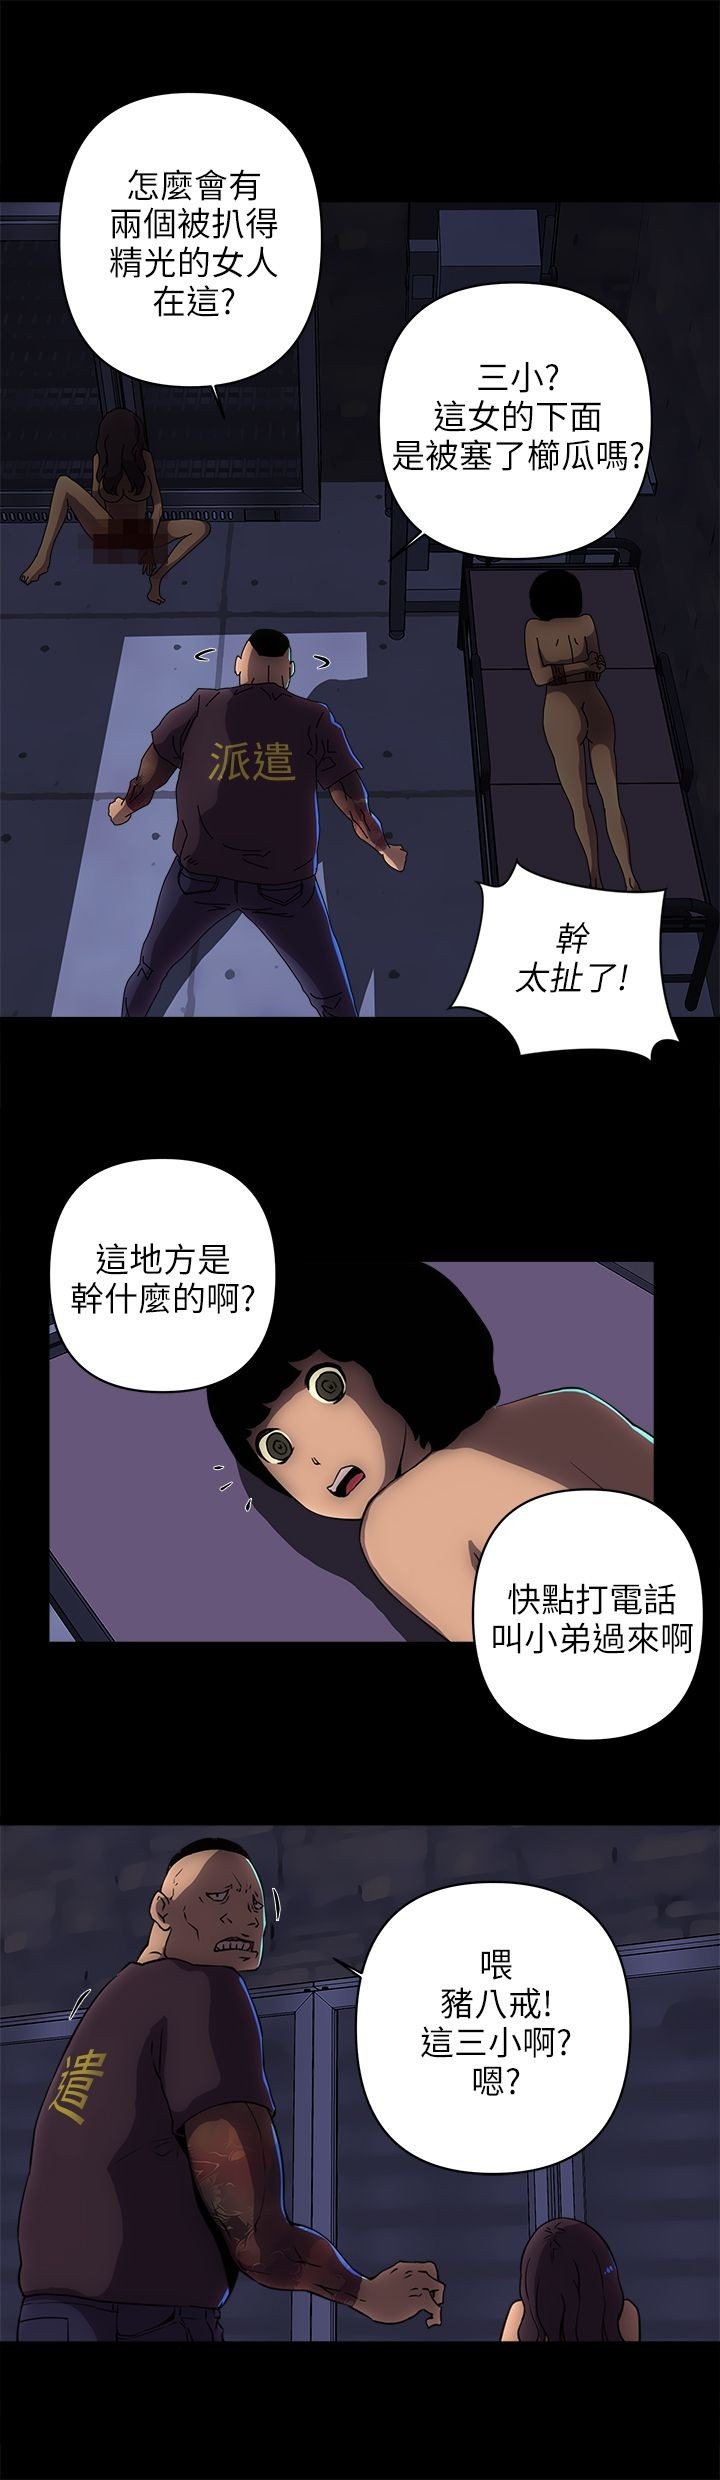 怎麼會有
兩個被扒得
精光的女人
在這?
三小?
這女的下面
是被塞了櫛瓜嗎?
派遣
幹
太扯了!
這地方是
幹什麼的啊?
快點打電話
叫小弟過來啊
喂
豬八戒!
這三小啊?
嗯?
遣